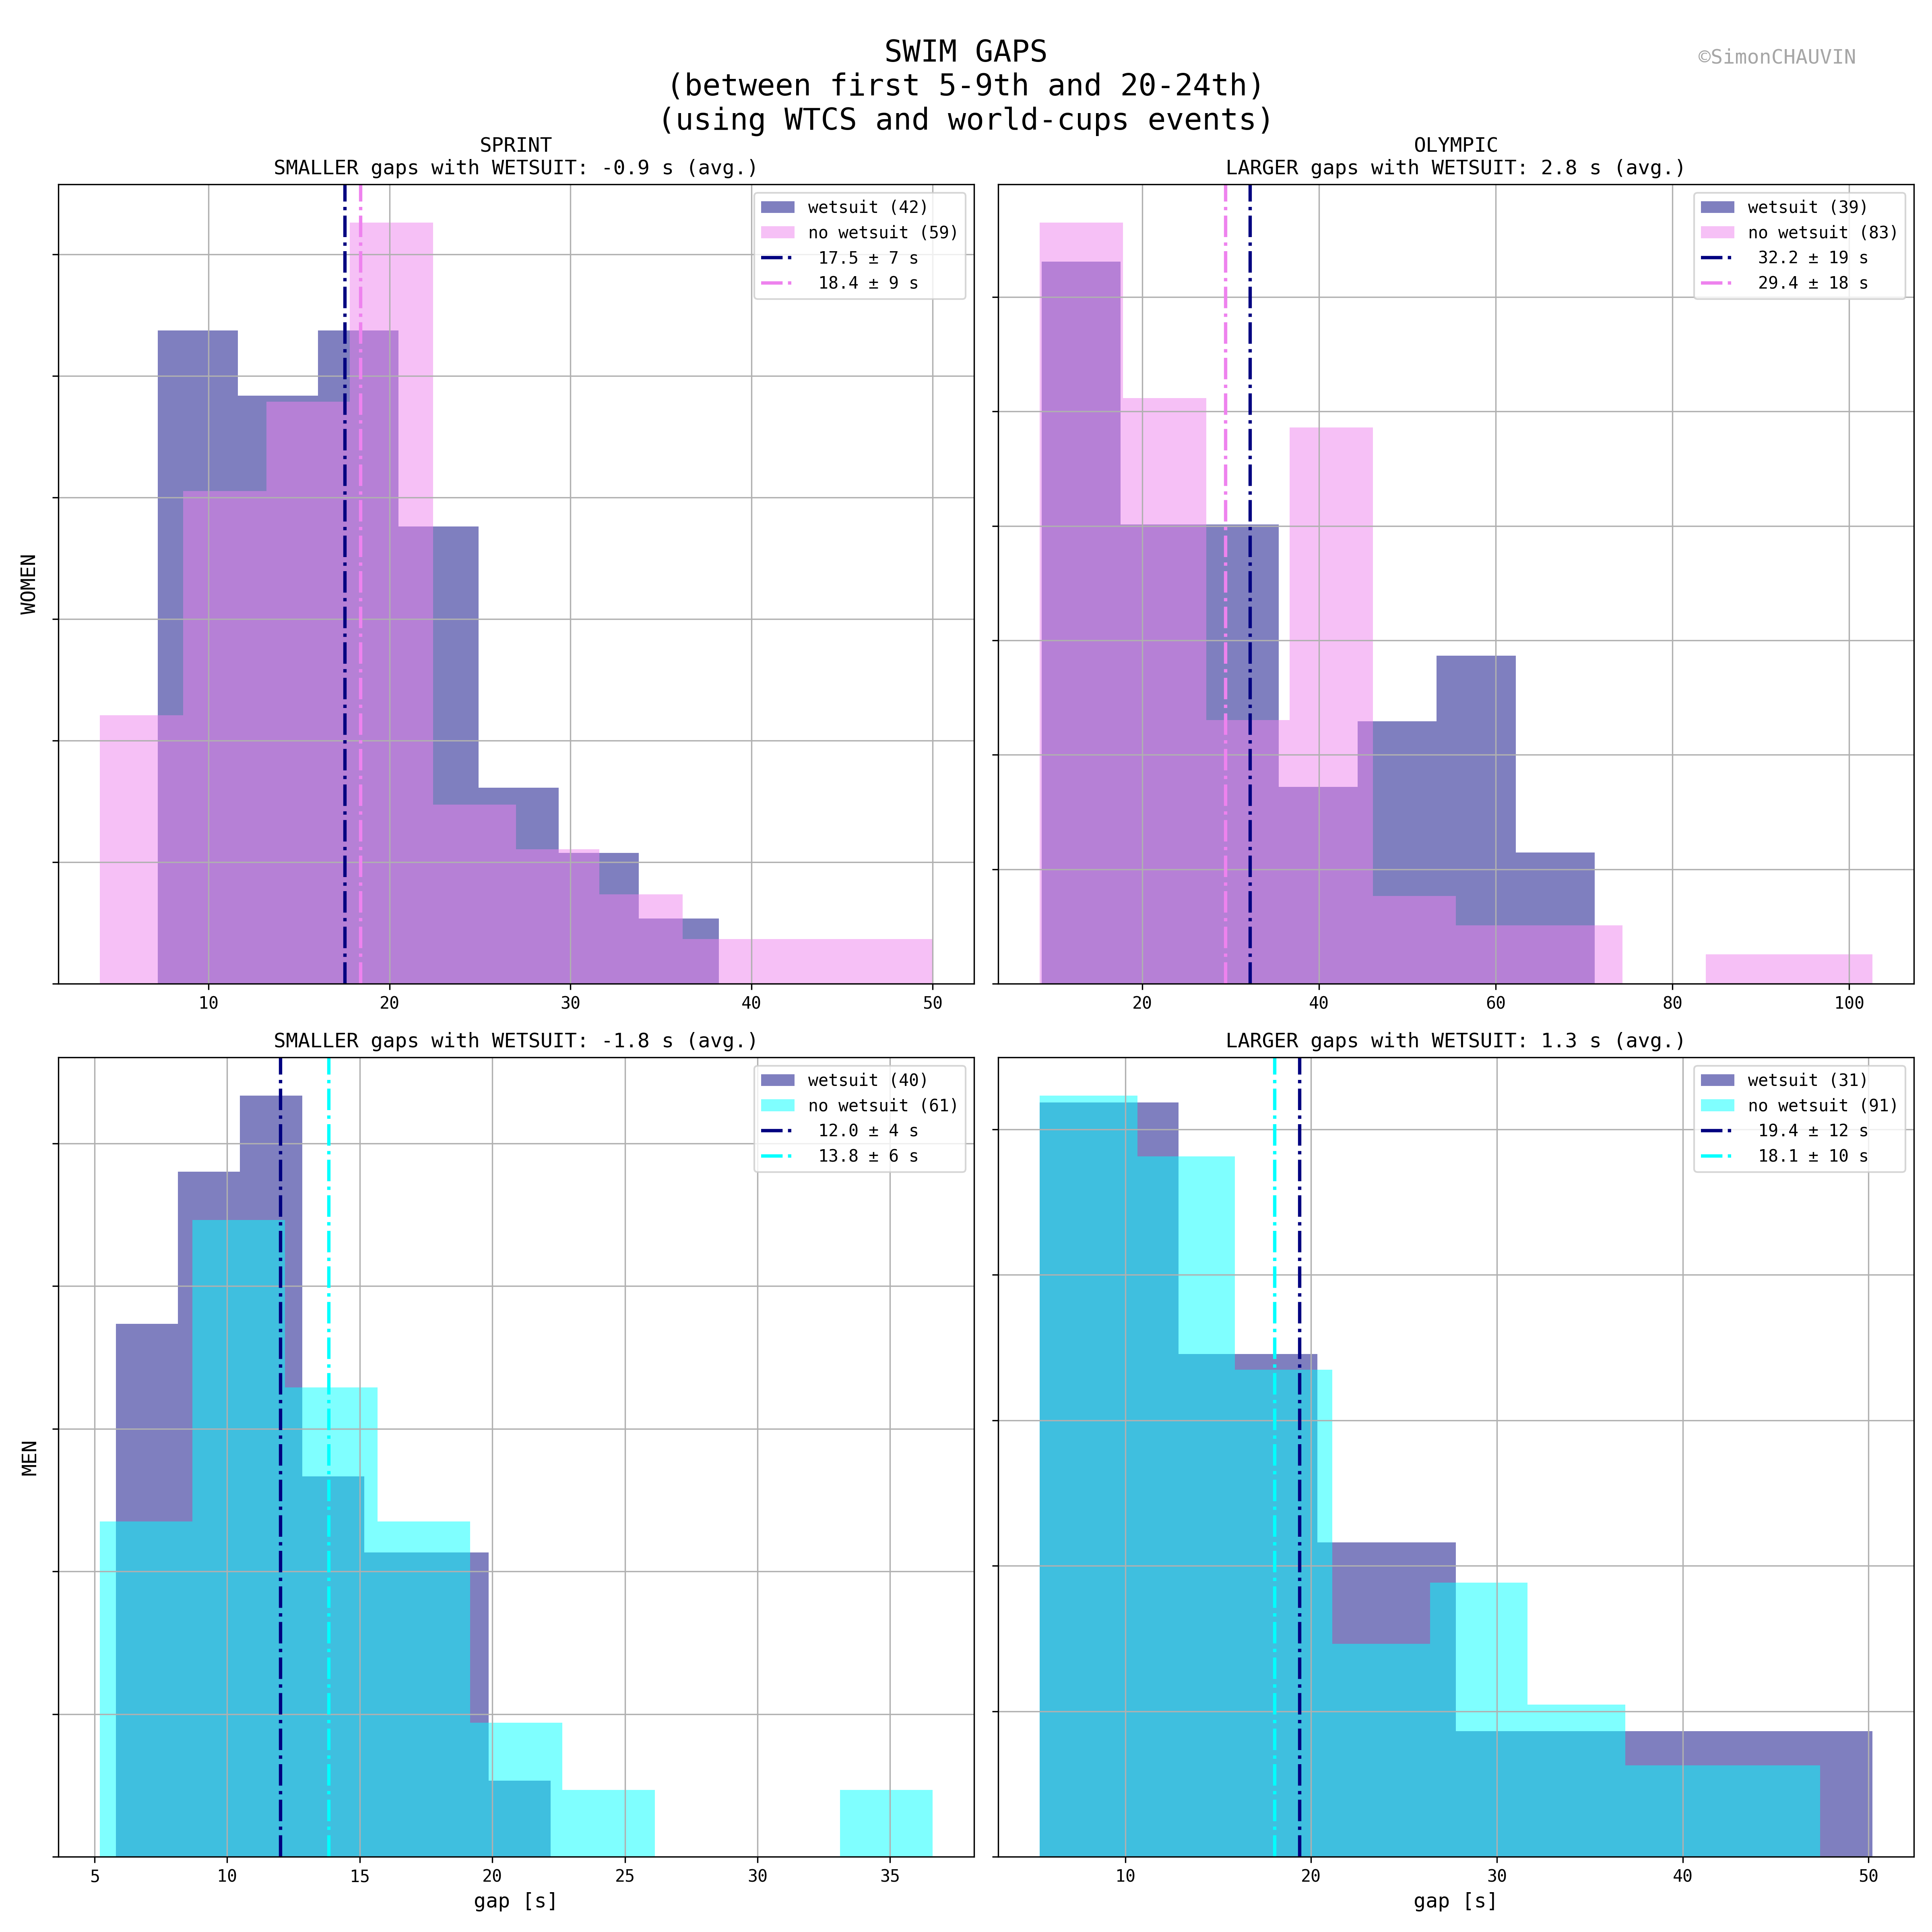 SWIM GAPS
(between first 5-9th and 20-24th)
(using WTCS and world-cups events)
©SimonCHAUVIN
SPRINT
SMALLER gaps with WETSUIT: -0.9 s (avg.)
wetsuit (42)
no wetsuit (59)
17.5 ± 7 s
18.4 ± 9 s
WOMEN
10 20 30 40 50
OLYMPIC
LARGER gaps with WETSUIT: 2.8 s (avg.)
wetsuit (39)
no wetsuit (83)
32.2 ± 19 s
29.4 ± 18 s
20 40 60 80 100
SMALLER gaps with WETSUIT: -1.8 s (avg.)
wetsuit (40)
no wetsuit (61)
12.0 ± 4 s
13.8 ± 6 s
MEN
5 10 15 20 25 30 35
gap [s]
LARGER gaps with WETSUIT: 1.3 s (avg.)
wetsuit (31)
no wetsuit (91)
19.4 ± 12 s
18.1 ± 10 s
10 20 30 40 50
gap [s]